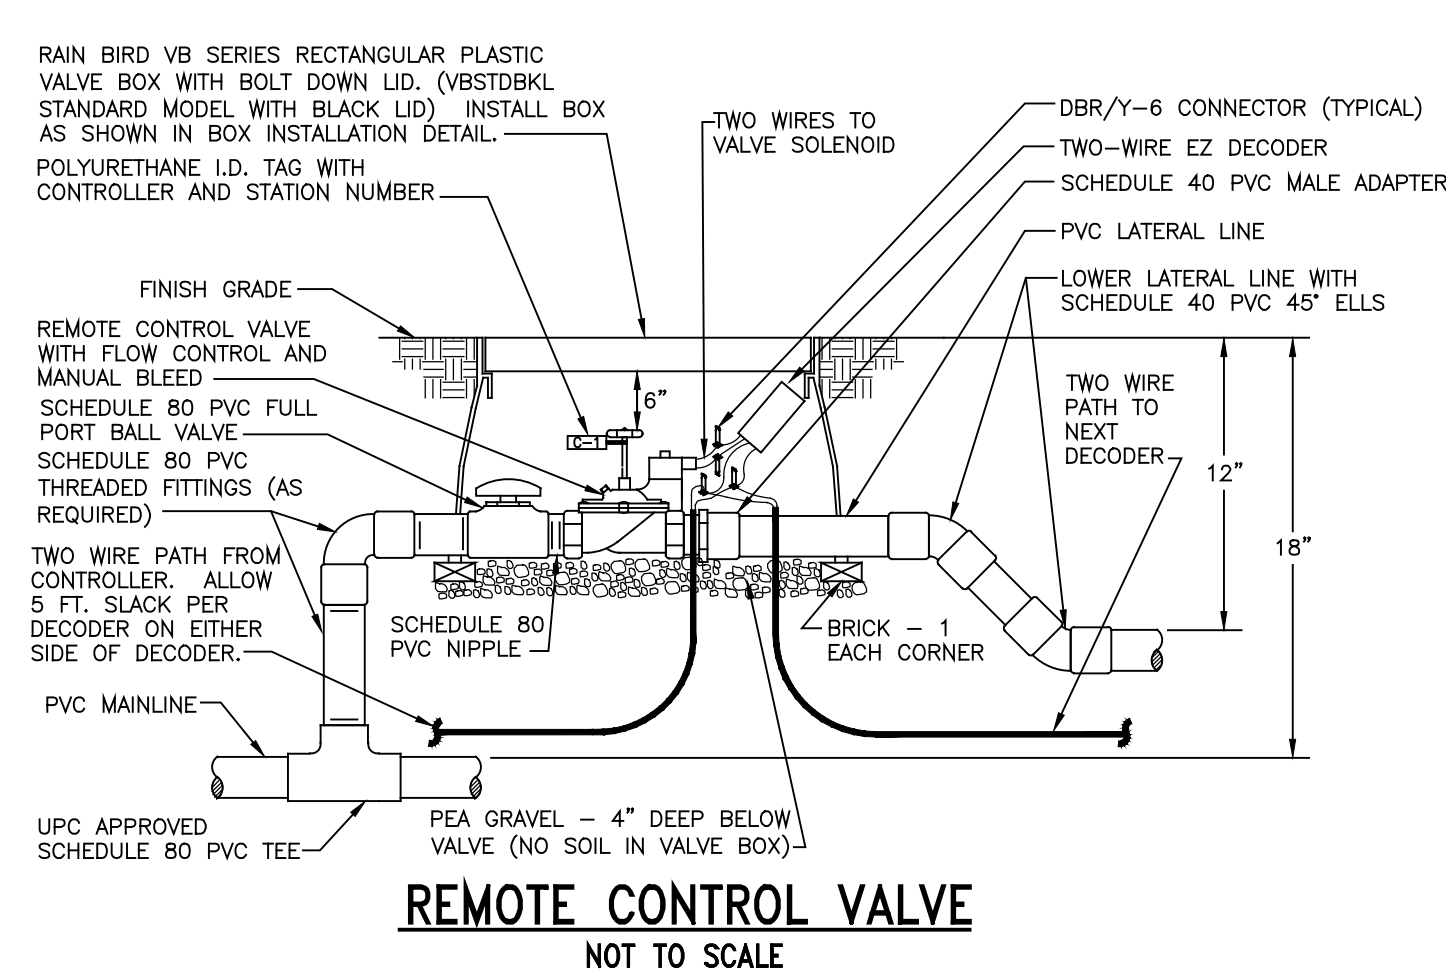 RAIN BIRD VB SERIES RECTANGULAR PLASTIC
VALVE BOX WITH BOLT DOWN LID. (VBSTDBKL
STANDARD MODEL WITH BLACK LID) INSTALL BOX
AS SHOWN IN BOX INSTALLATION DETAIL.
POLYURETHANE I.D. TAG WITH
CONTROLLER AND STATION NUMBER
FINISH GRADE
REMOTE CONTROL VALVE
WITH FLOW CONTROL AND
MANUAL BLEED
SCHEDULE 80 PVC FULL
PORT BALL VALVE
SCHEDULE 80 PVC
THREADED FITTINGS (AS
REQUIRED)
TWO WIRE PATH FROM
CONTROLLER. ALLOW
5 FT. SLACK PER
DECODER ON EITHER
SIDE OF DECODER.
PVC MAINLINE
UPC APPROVED
SCHEDULE 80 PVC TEE
TWO WIRES TO
VALVE SOLENOID
6"
C-1
SCHEDULE 80
PVC NIPPLE
PEA GRAVEL - 4" DEEP BELOW
VALVE (NO SOIL IN VALVE BOX)
BRICK - 1
EACH CORNER
DBR/Y-6 CONNECTOR (TYPICAL)
TWO-WIRE EZ DECODER
SCHEDULE 40 PVC MALE ADAPTER
PVC LATERAL LINE
LOWER LATERAL LINE WITH
SCHEDULE 40 PVC 45° ELLS
TWO WIRE
PATH TO
NEXT
DECODER
12"
18"
REMOTE CONTROL VALVE
NOT TO SCALE